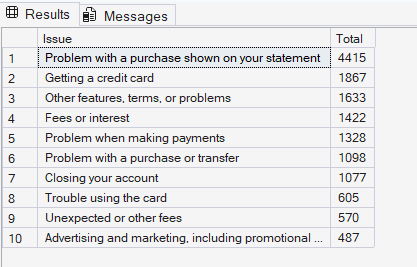 Results Messages
Issue Total
1 Problem with a purchase shown on your statement 4415
2 Getting a credit card 1867
3 Other features, terms, or problems 1633
4 Fees or interest 1422
5 Problem when making payments 1328
6 Problem with a purchase or transfer 1098
7 Closing your account 1077
8 Trouble using the card 605
9 Unexpected or other fees 570
10 Advertising and marketing, including promotional ... 487